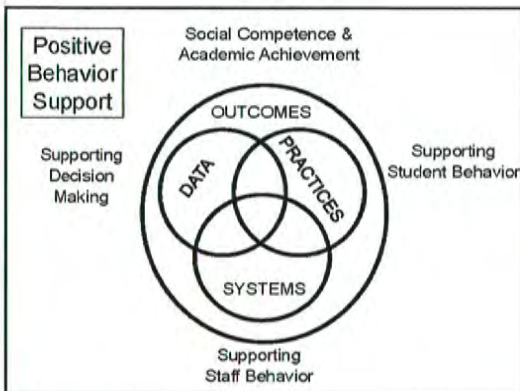 Positive
Behavior
Support
Social Competence &
Academic Achievement
OUTCOMES
Supporting
Decision
Making
DATA
PRACTICES
Supporting
Student Behavior
SYSTEMS
Supporting
Staff Behavior